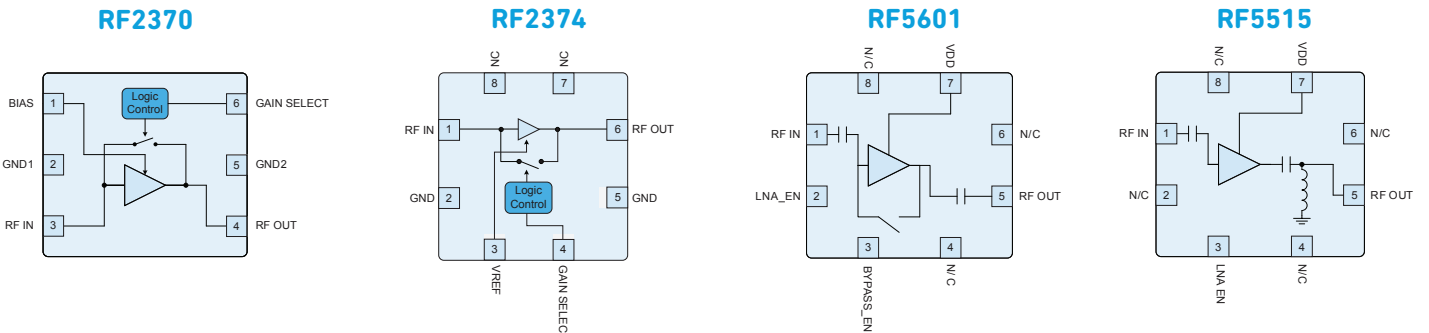 RF2370
BIAS 1
Logic
Control
6 GAIN SELECT
GND1 2
5 GND2
RF IN 3
4 RF OUT
RF2374
NC
NC
8
7
RF IN 1
6 RF OUT
GND 2
Logic
Control
5 GND
3
4
VREF
GAIN SELEC
RF5601
N/C
VDD
8
7
RF IN 1
6 N/C
LNA_EN 2
5 RF OUT
3
4
BYPASS_EN
N/C
RF5515
N/C
VDD
8
7
RF IN 1
6 N/C
N/C 2
5 RF OUT
3
4
LNA EN
N/C